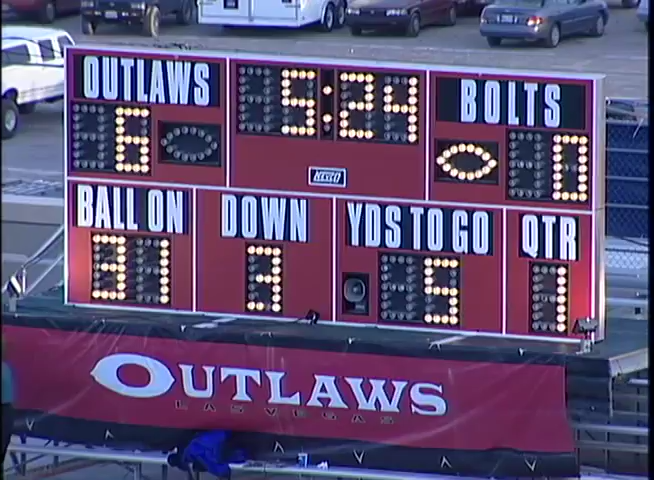 OUTLAWS 5:24 BOLTS
6 0
BALL ON DOWN YDS TO GO QTR
31 3 5 1
OUTLAWS
LAS VEGAS